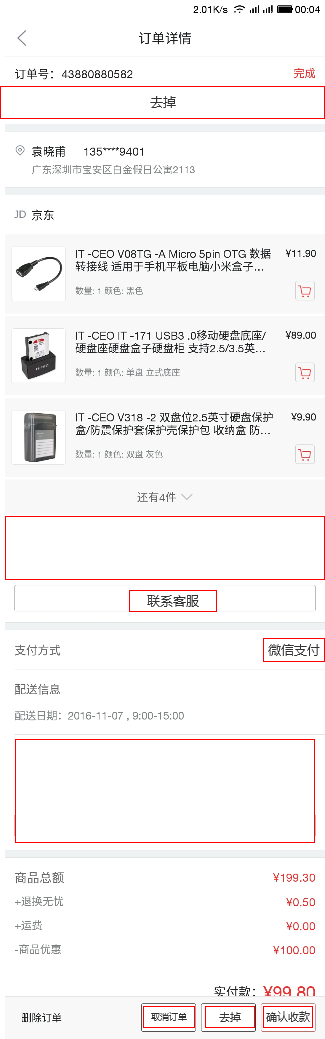 2.01K/s 00:04
订单详情
订单号：43880880582 完成
去掉
袁晓甫 135****9401
广东深圳市宝安区白金假日公寓2113
JD 京东
IT -CEO V08TG -A Micro 5pin OTG 数据 ¥11.90
转接线 适用于手机平板电脑小米盒子...
数量: 1 颜色: 黑色
IT -CEO IT -171 USB3 .0移动硬盘底座/ ¥89.00
硬盘座硬盘盒子硬盘柜 支持2.5/3.5英...
数量: 1 颜色: 单盘 立式底座
IT -CEO V318 -2 双盘位2.5英寸硬盘保护 ¥9.90
盒/防震保护套保护壳保护包 收纳盒 防...
数量: 1 颜色: 双盘 灰色
还有4件
联系客服
支付方式 微信支付
配送信息
配送日期：2016-11-07 , 9:00-15:00
商品总额 ¥199.30
+退换无忧 ¥0.50
+运费 ¥0.00
-商品优惠 ¥100.00
实付款：¥99.80
删除订单 取消订单 去掉 确认收款